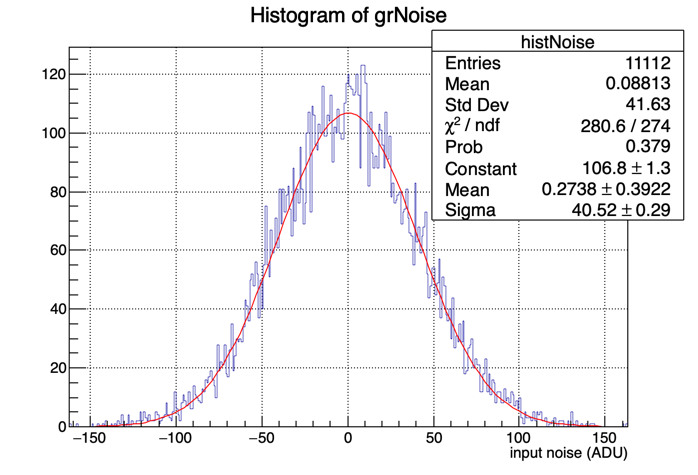 Histogram of grNoise
histNoise
Entries 11112
Mean 0.08813
Std Dev 41.63
χ² / ndf 280.6 / 274
Prob 0.379
Constant 106.8 ± 1.3
Mean 0.2738 ± 0.3922
Sigma 40.52 ± 0.29
120
100
80
60
40
20
0
−150 −100 −50 0 50 100 150
input noise (ADU)